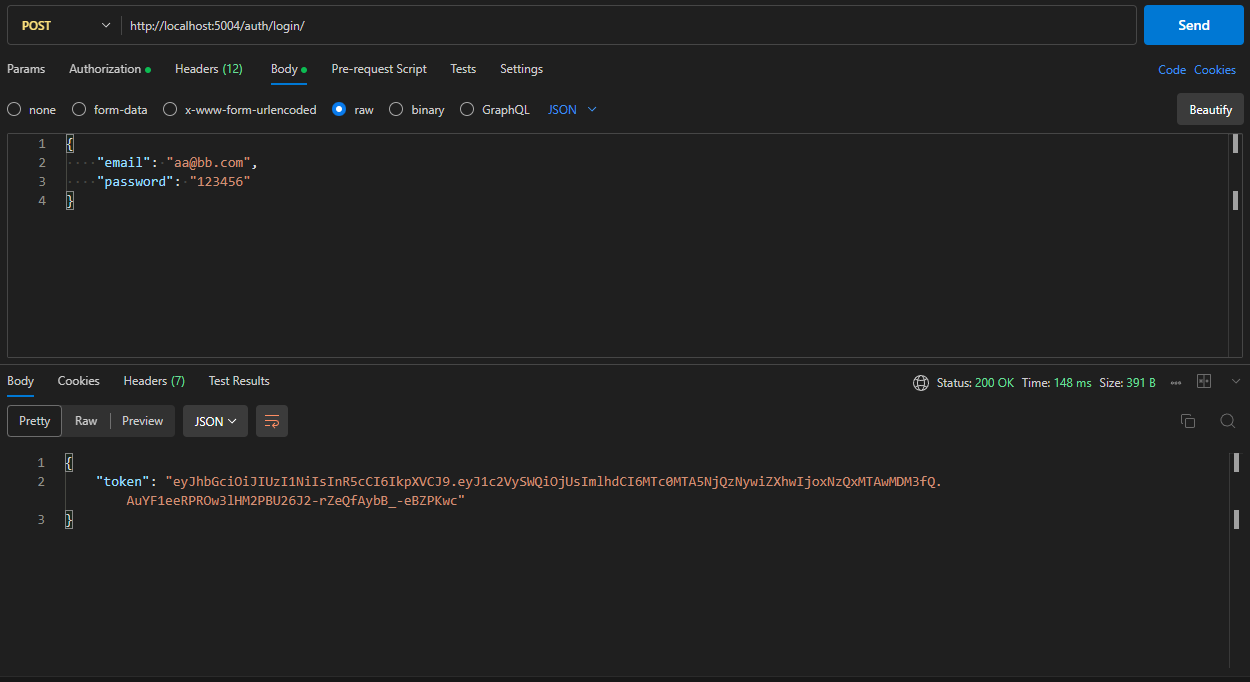 POST http://localhost:5004/auth/login/ Send
Params Authorization Headers (12) Body Pre-request Script Tests Settings Code Cookies
none form-data x-www-form-urlencoded raw binary GraphQL JSON Beautify
1 {
2 "email": "aa@bb.com",
3 "password": "123456"
4 }
Body Cookies Headers (7) Test Results Status: 200 OK Time: 148 ms Size: 391 B
Pretty Raw Preview JSON
1 {
2 "token": "eyJhbGciOiJIUzI1NiIsInR5cCI6IkpXVCJ9.eyJ1c2VySWQiOjUsImlhdCI6MTc0MTA5NjQzNywiZXhwIjoxNzQxMTAwMDM3fQ.
AuYF1eeRPROw3lHM2PBU26J2-rZeQfAybB_-eBZPKwc"
3 }